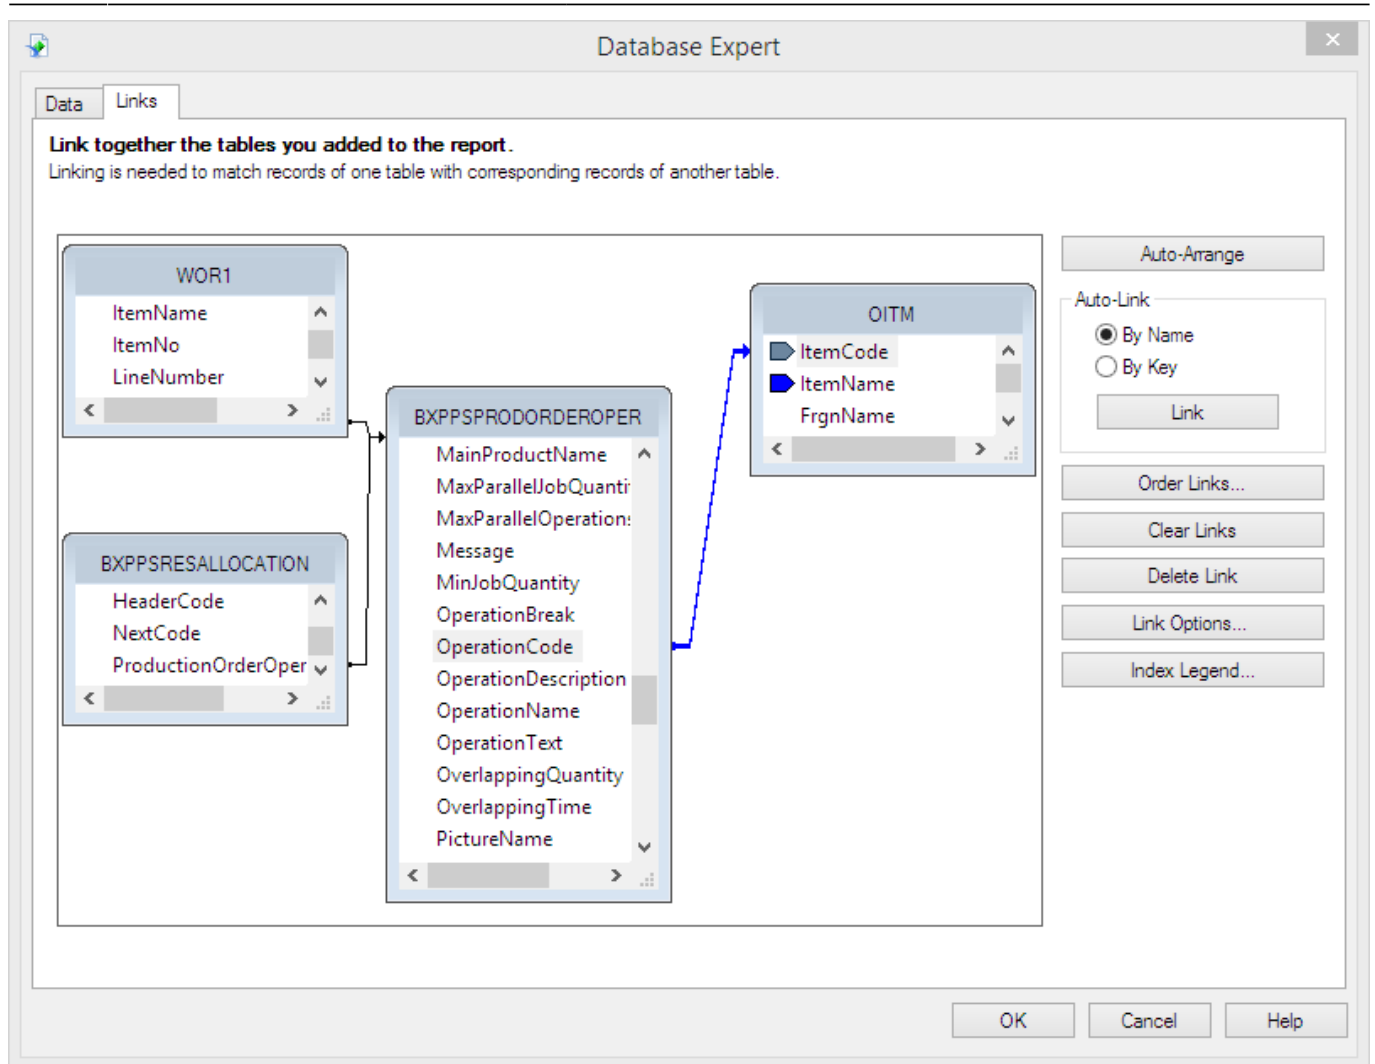 Database Expert
Data
Links
Link together the tables you added to the report.
Linking is needed to match records of one table with corresponding records of another table.
WOR1
ItemName
ItemNo
LineNumber
BXPPSRESALLOCATION
HeaderCode
NextCode
ProductionOrderOper
BXPPSPRODORDEROPER
MainProductName
MaxParallelJobQuanti
MaxParallelOperation
Message
MinJobQuantity
OperationBreak
OperationCode
OperationDescription
OperationName
OperationText
OverlappingQuantity
OverlappingTime
PictureName
OITM
ItemCode
ItemName
FrgnName
Auto-Arrange
Auto-Link
By Name
By Key
Link
Order Links...
Clear Links
Delete Link
Link Options...
Index Legend...
OK
Cancel
Help